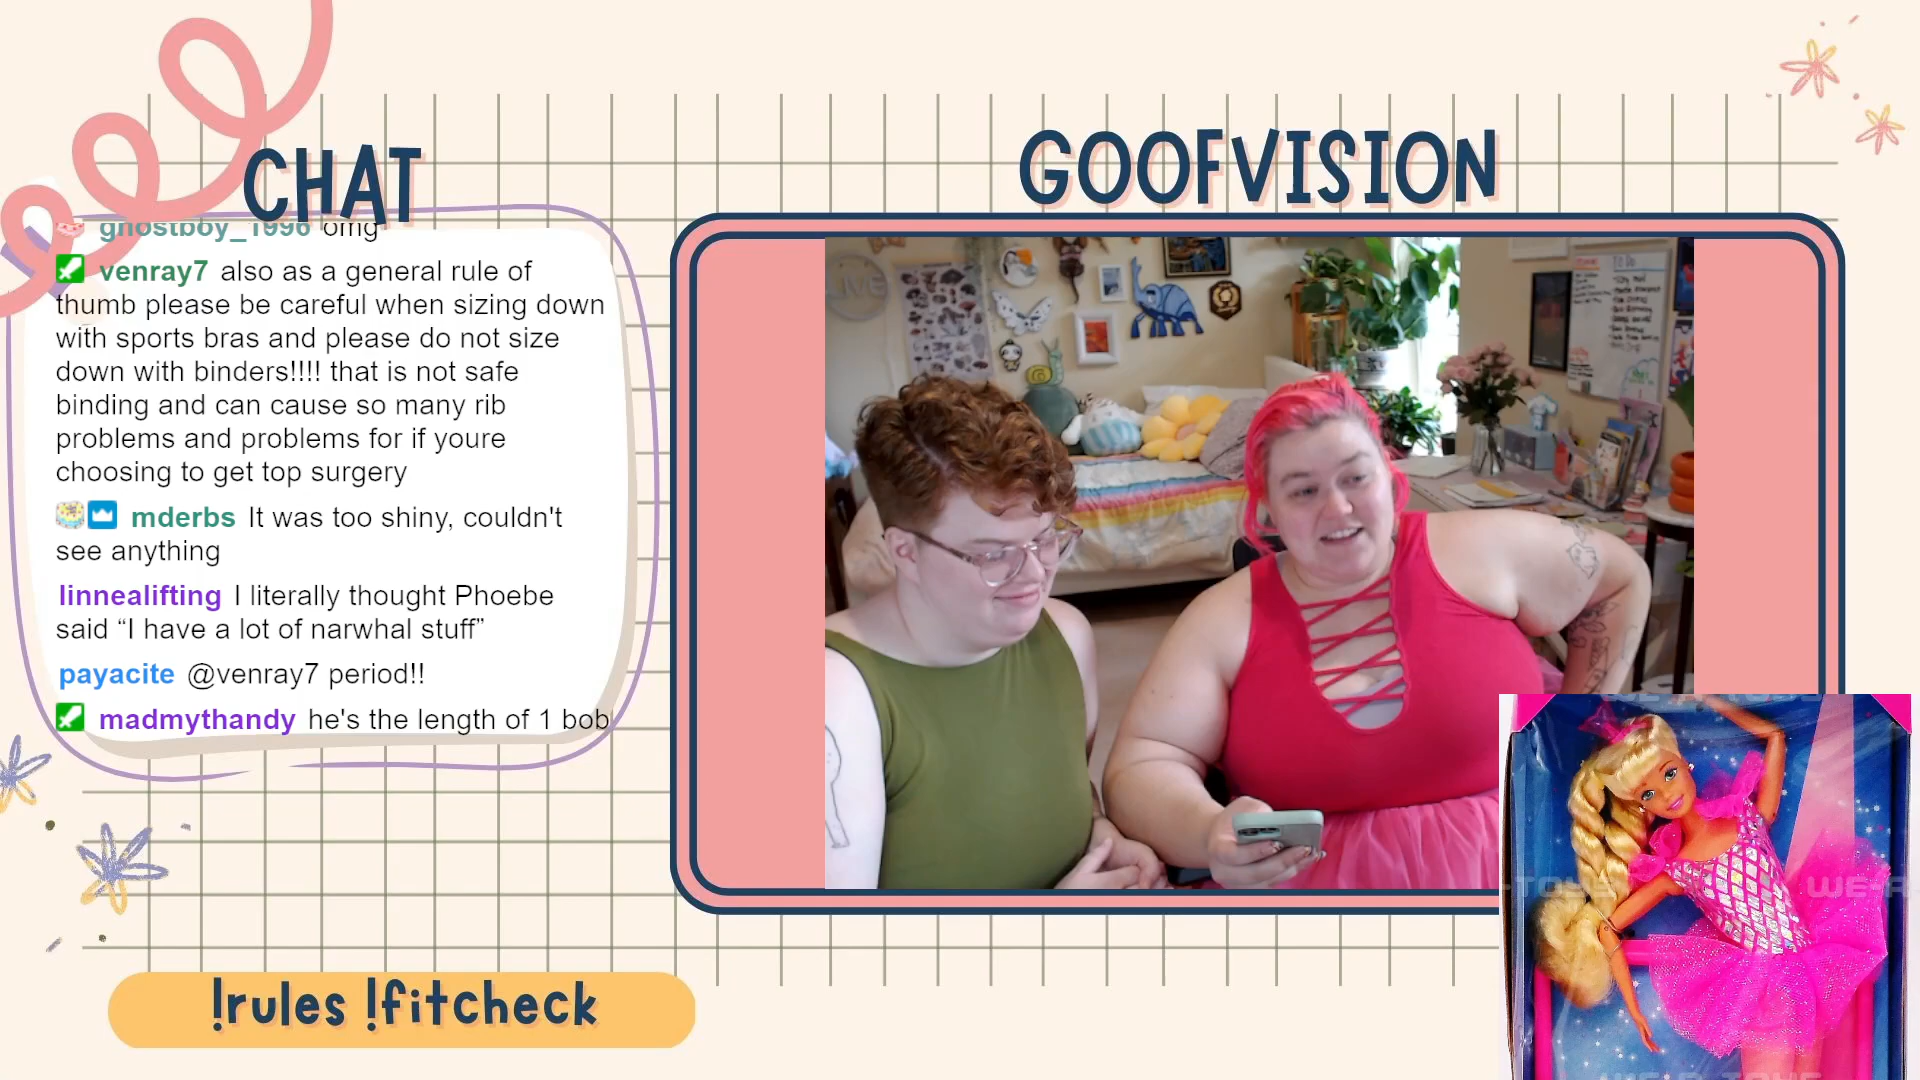 CHAT
GOOFVISION
ghostboy_1996 omg
venray7 also as a general rule of
thumb please be careful when sizing down
with sports bras and please do not size
down with binders!!!! that is not safe
binding and can cause so many rib
problems and problems for if youre
choosing to get top surgery
mderbs It was too shiny, couldn't
see anything
linnealifting I literally thought Phoebe
said “I have a lot of narwhal stuff”
payacite @venray7 period!!
madmythandy he's the length of 1 bob
!rules !fitcheck